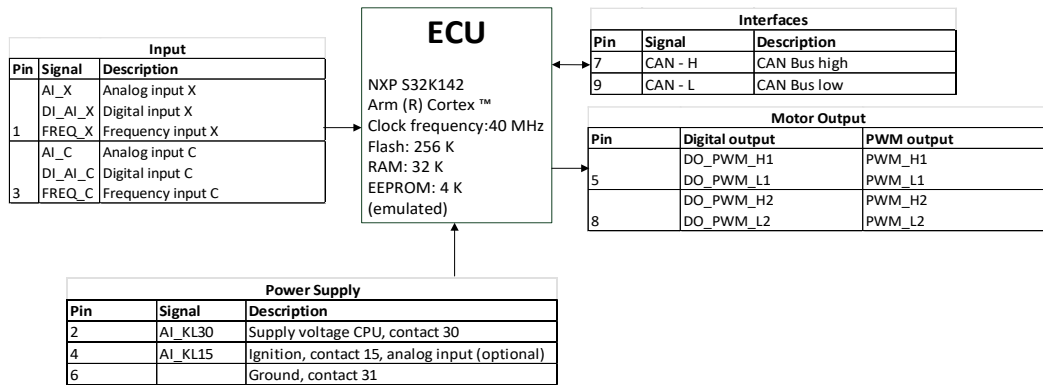 Input
Pin Signal Description
AI_X Analog input X
DI_AI_X Digital input X
1 FREQ_X Frequency input X
AI_C Analog input C
DI_AI_C Digital input C
3 FREQ_C Frequency input C
ECU
NXP S32K142
Arm (R) Cortex ™
Clock frequency:40 MHz
Flash: 256 K
RAM: 32 K
EEPROM: 4 K
(emulated)
Interfaces
Pin Signal Description
7 CAN - H CAN Bus high
9 CAN - L CAN Bus low
Motor Output
Pin Digital output PWM output
DO_PWM_H1 PWM_H1
5 DO_PWM_L1 PWM_L1
DO_PWM_H2 PWM_H2
8 DO_PWM_L2 PWM_L2
Power Supply
Pin Signal Description
2 AI_KL30 Supply voltage CPU, contact 30
4 AI_KL15 Ignition, contact 15, analog input (optional)
6 Ground, contact 31